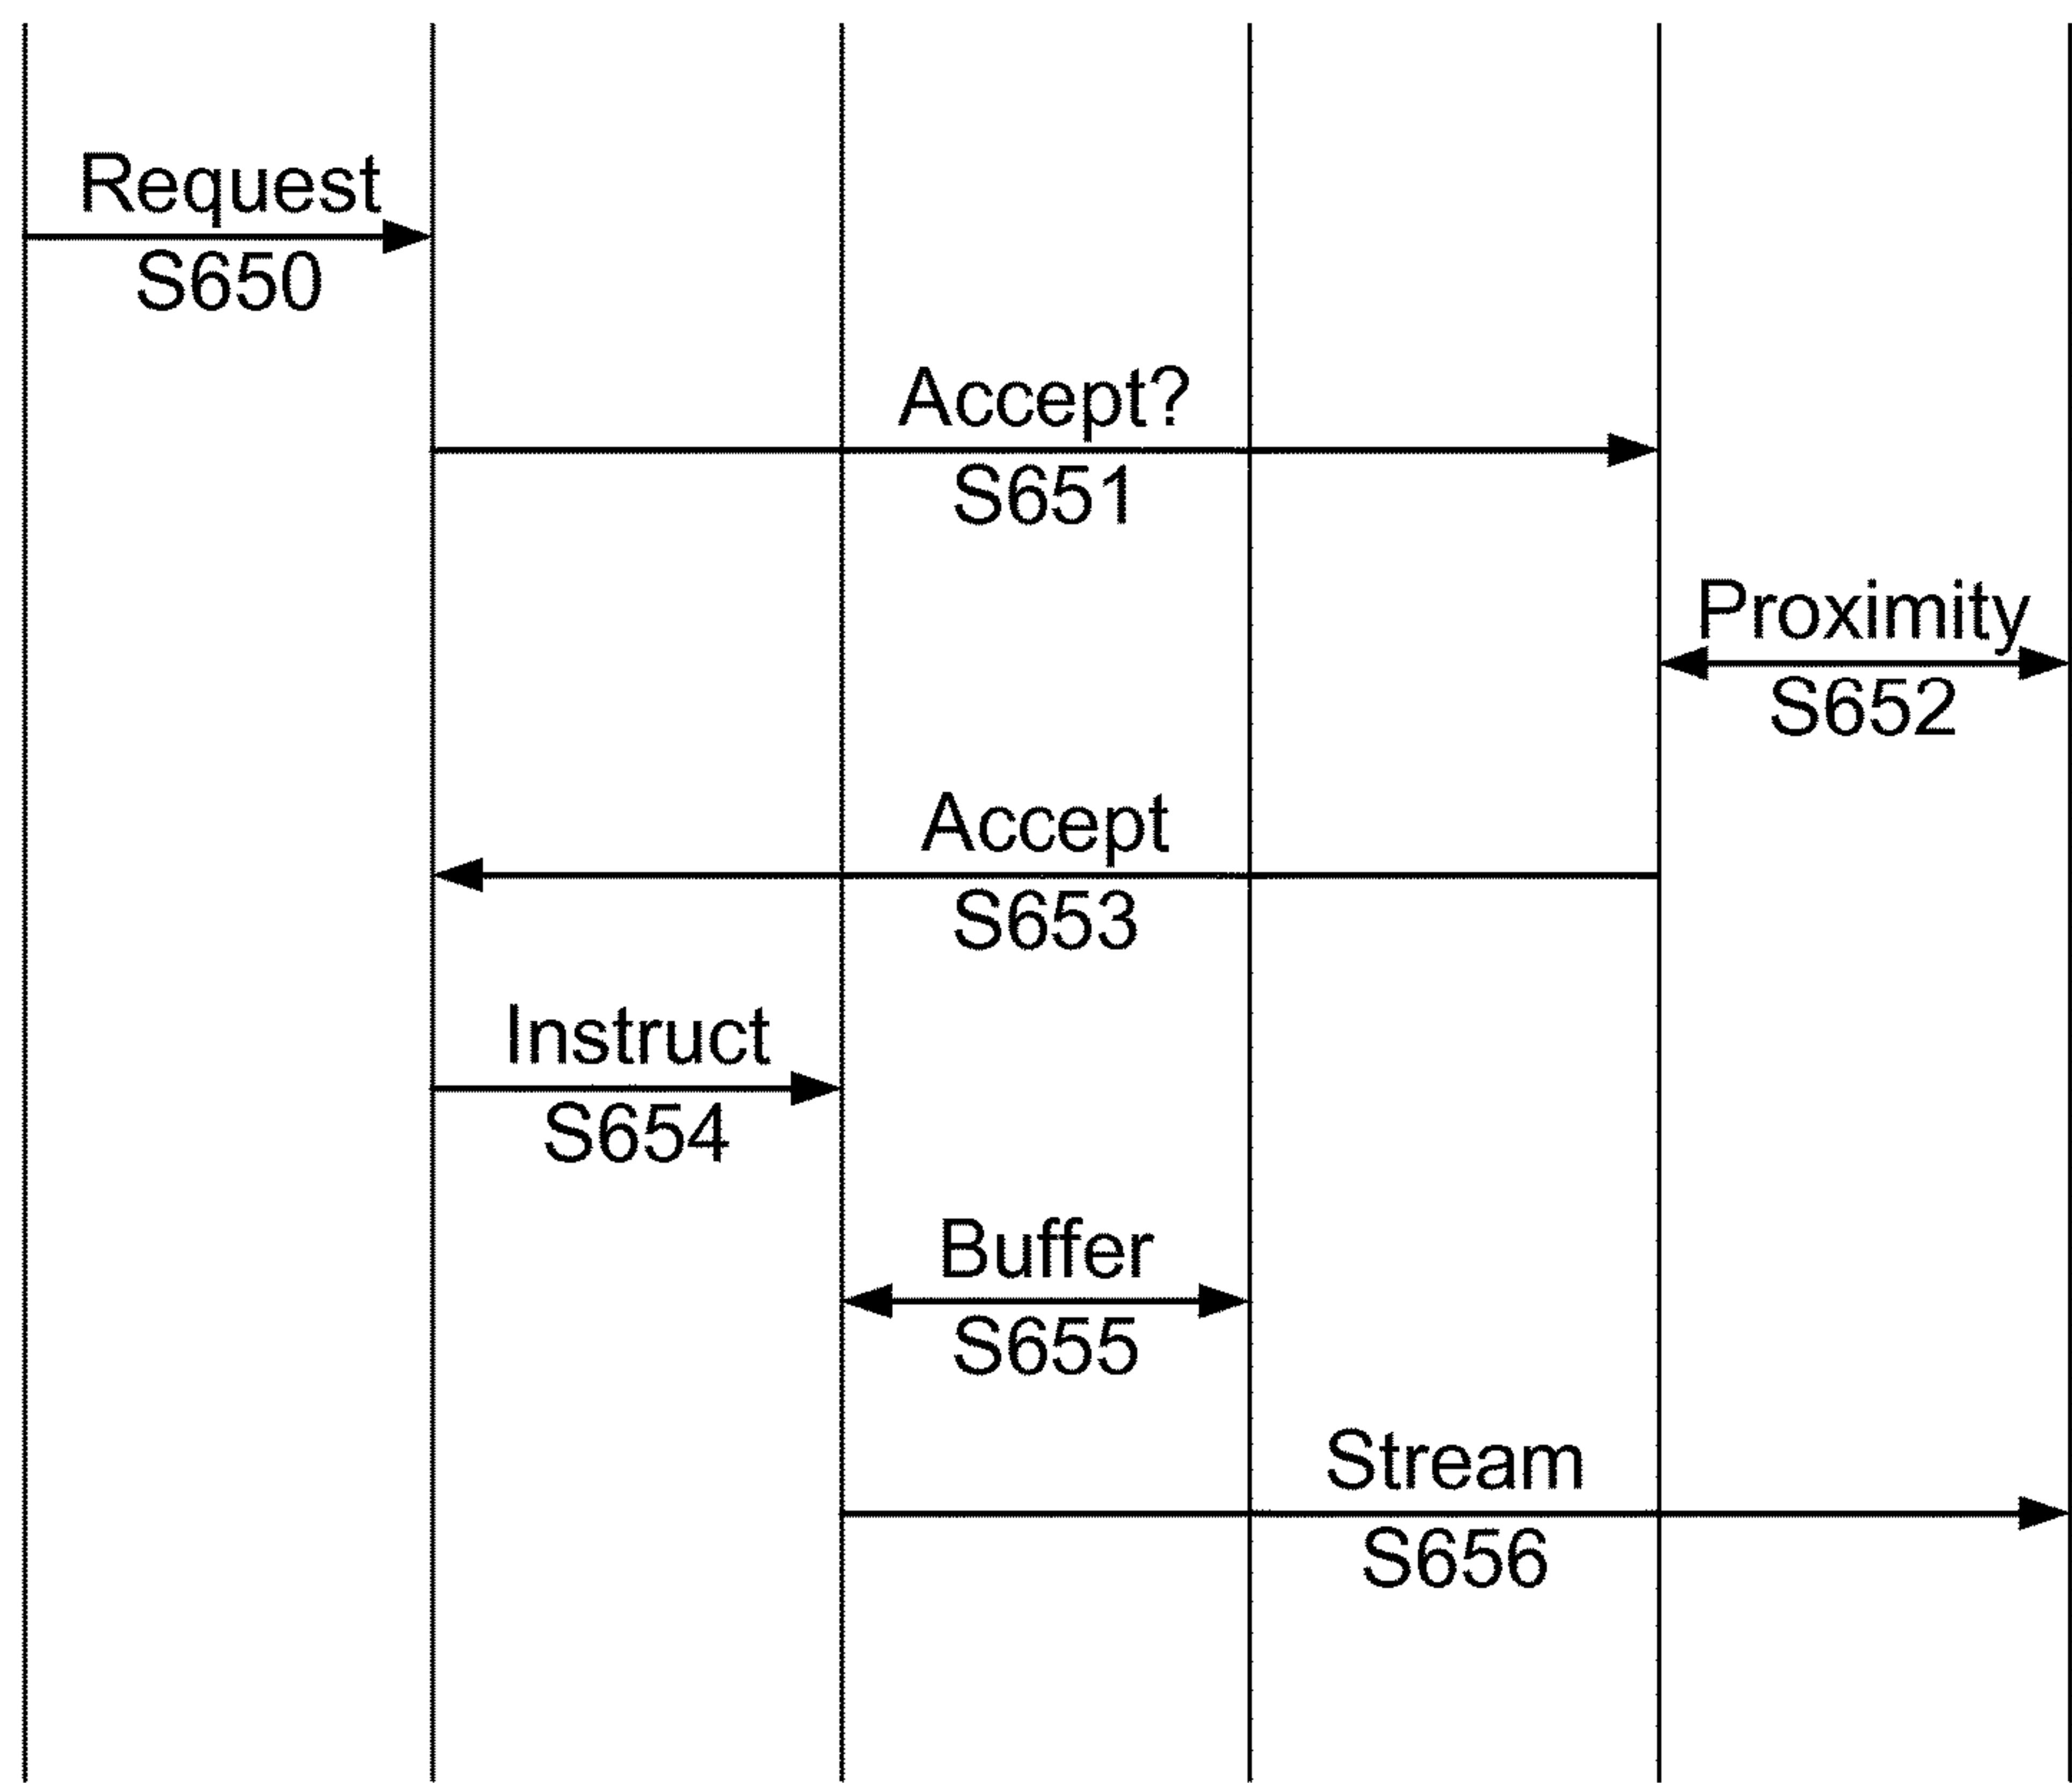 Request
S650
Accept?
S651
Proximity
S652
Accept
S653
Instruct
S654
Buffer
S655
Stream
S656